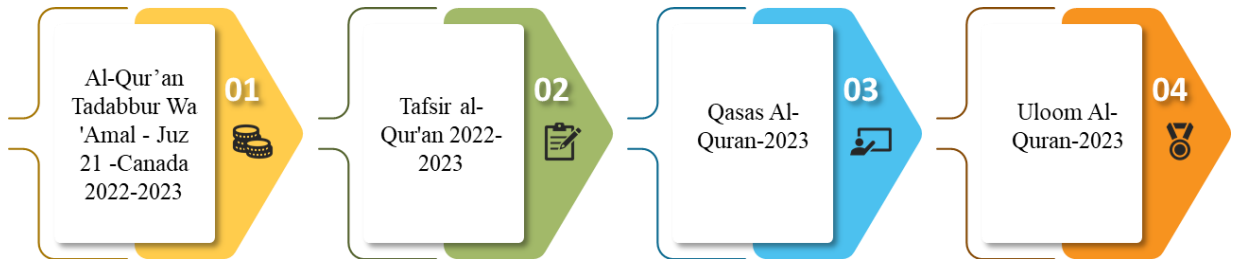 Al-Qur’an
Tadabbur Wa
'Amal - Juz
21 -Canada
2022-2023
01
Tafsir al-
Qur'an 2022-
2023
02
Qasas Al-
Quran-2023
03
Uloom Al-
Quran-2023
04